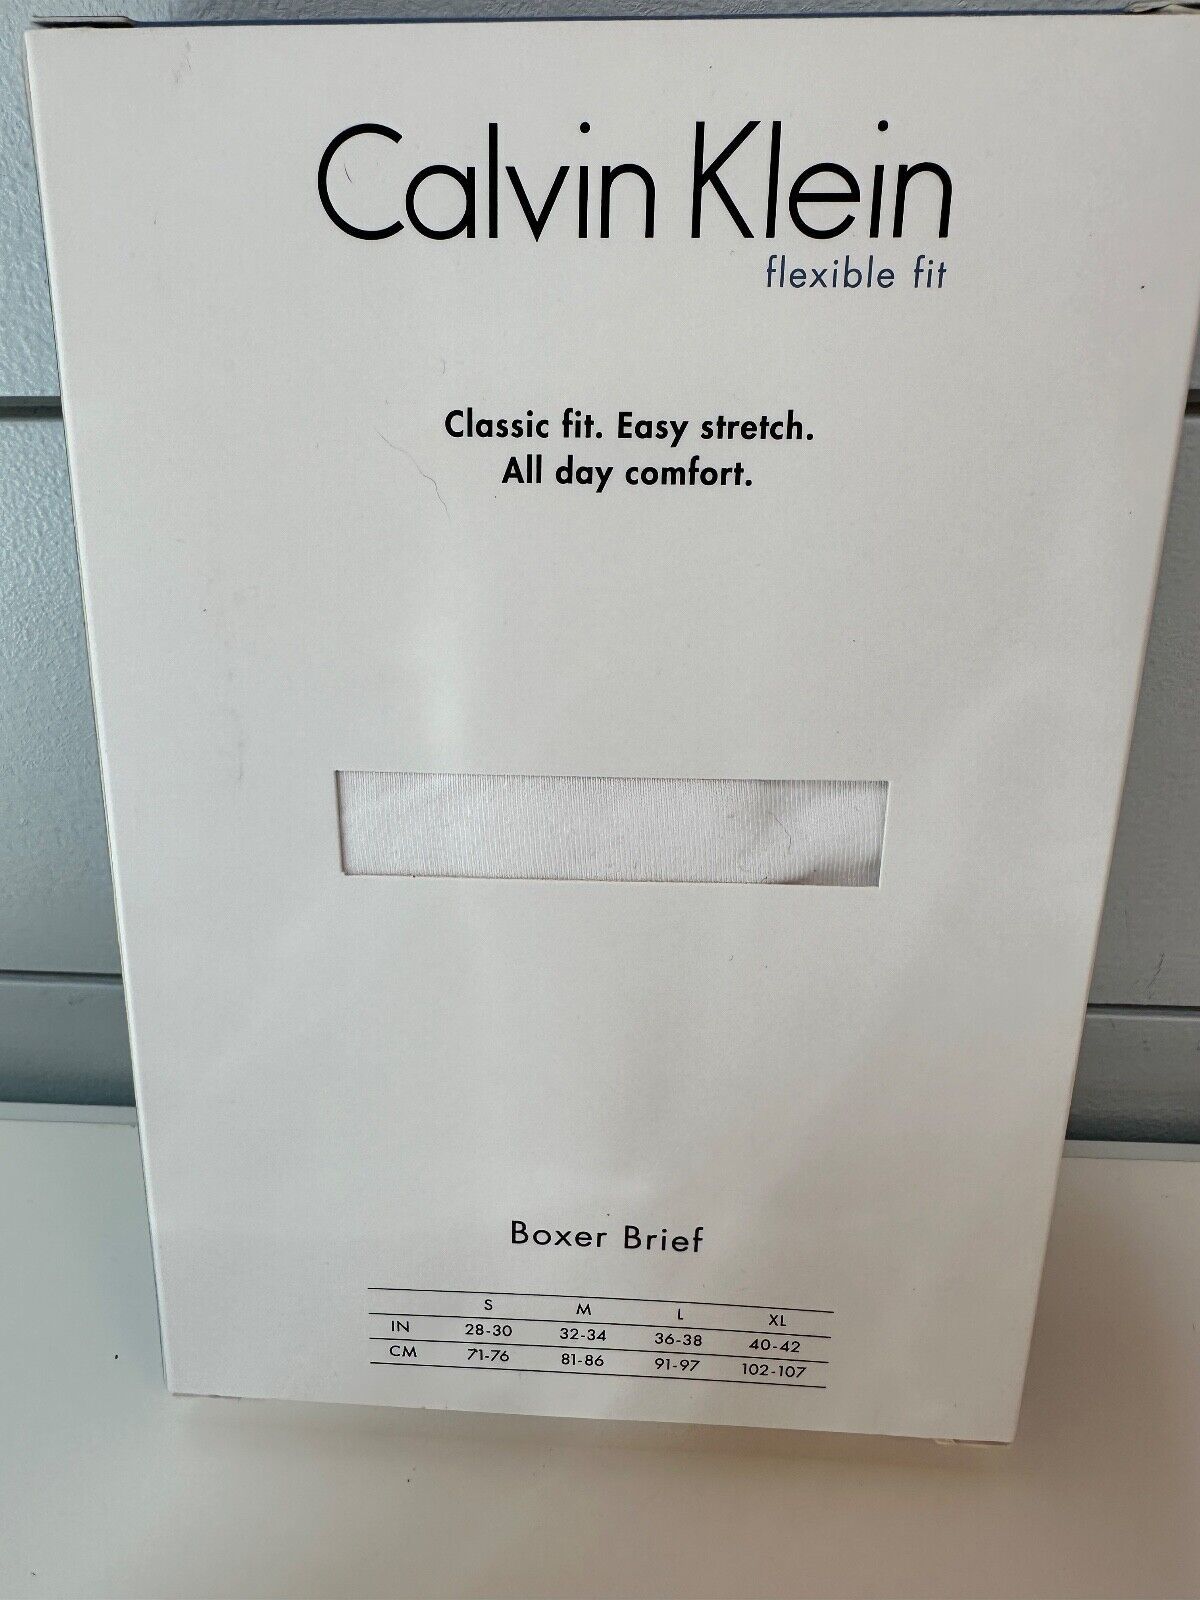 Calvin Klein
flexible fit
Classic fit. Easy stretch.
All day comfort.
Boxer Brief
S M L XL
IN 28-30 32-34 36-38 40-42
CM 71-76 81-86 91-97 102-107